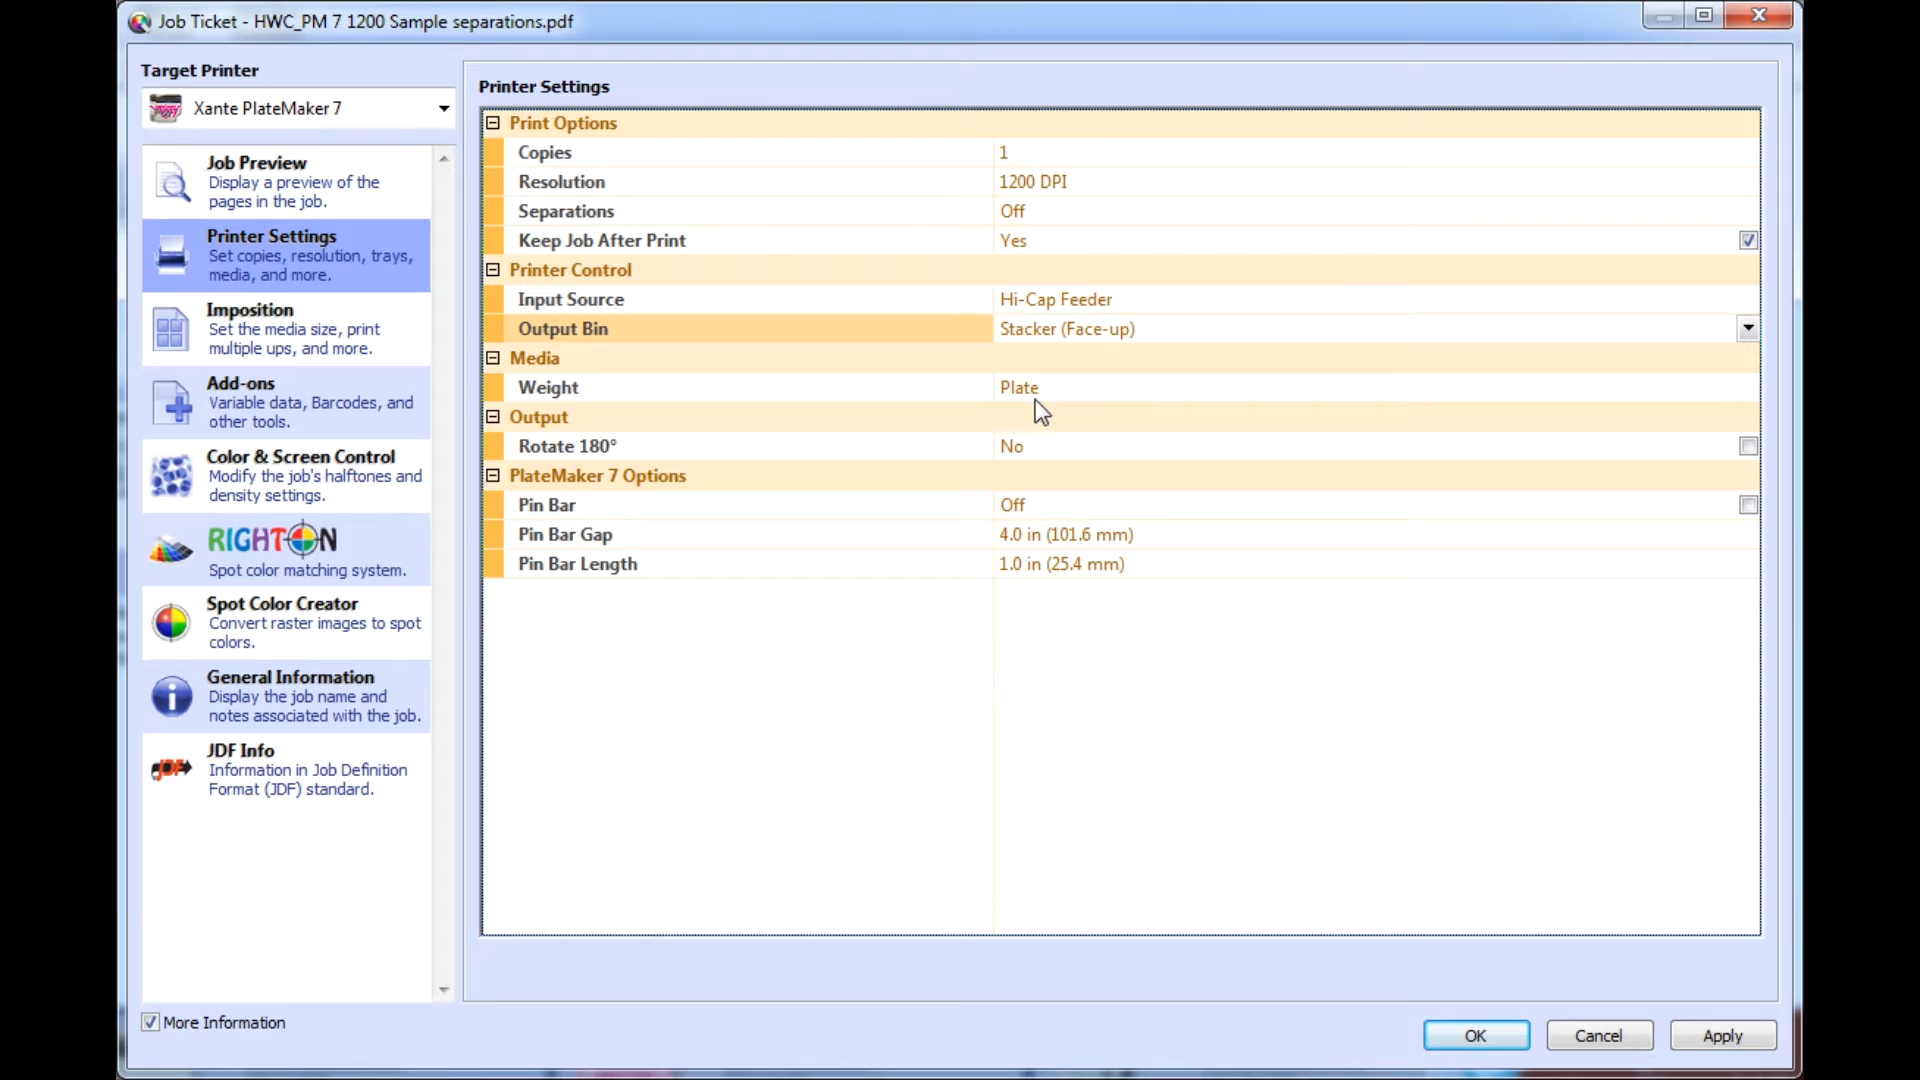 Job Ticket - HWC_PM 7 1200 Sample separations.pdf
Target Printer
Xante PlateMaker 7
Job Preview
Display a preview of the
pages in the job.
Printer Settings
Set copies, resolution, trays,
media, and more.
Imposition
Set the media size, print
multiple ups, and more.
Add-ons
Variable data, Barcodes, and
other tools.
Color & Screen Control
Modify the job's halftones and
density settings.
RIGHTON
Spot color matching system.
Spot Color Creator
Convert raster images to spot
colors.
General Information
Display the job name and
notes associated with the job.
JDF
JDF Info
Information in Job Definition
Format (JDF) standard.
More Information
Printer Settings
Print Options
Copies 1
Resolution 1200 DPI
Separations Off
Keep Job After Print Yes
Printer Control
Input Source Hi-Cap Feeder
Output Bin Stacker (Face-up)
Media
Weight Plate
Output
Rotate 180° No
PlateMaker 7 Options
Pin Bar Off
Pin Bar Gap 4.0 in (101.6 mm)
Pin Bar Length 1.0 in (25.4 mm)
OK Cancel Apply